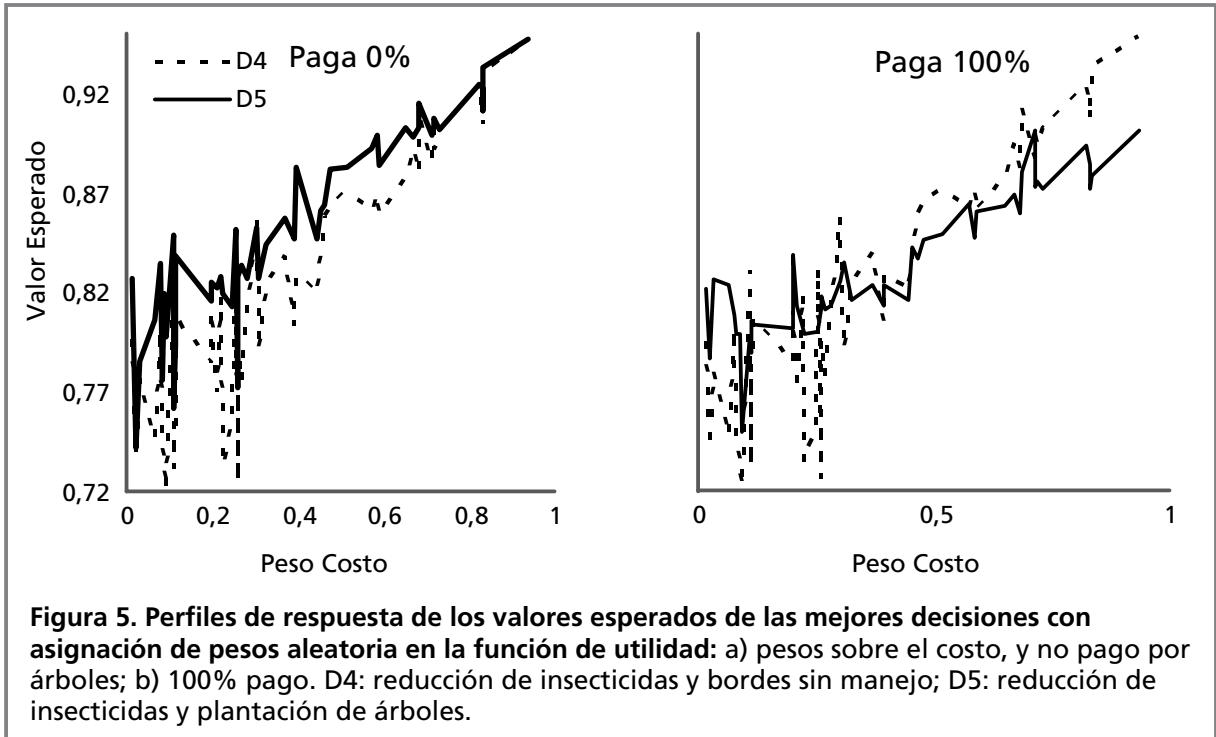 D4
D5
Paga 0%
Paga 100%
Valor Esperado
0,92
0,87
0,82
0,77
0,72
0
0,2
0,4
0,6
0,8
1
0
0,5
1
Peso Costo
Peso Costo
Figura 5. Perfiles de respuesta de los valores esperados de las mejores decisiones con
asignación de pesos aleatoria en la función de utilidad: a) pesos sobre el costo, y no pago por
árboles; b) 100% pago. D4: reducción de insecticidas y bordes sin manejo; D5: reducción de
insecticidas y plantación de árboles.